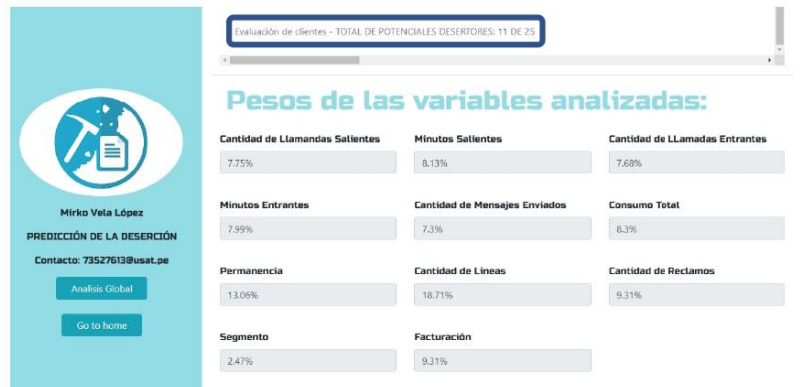 Evaluación de clientes - TOTAL DE POTENCIALES DESERTORES: 11 DE 25
Mirko Vela López
PREDICCIÓN DE LA DESERCIÓN
Contacto: 73527613@usat.pe
Analisis Global
Go to home
Pesos de las variables analizadas:
Cantidad de Llamandas Salientes
7.75%
Minutos Salientes
8.13%
Cantidad de LLamadas Entrantes
7.68%
Minutos Entrantes
7.99%
Cantidad de Mensajes Enviados
7.3%
Consumo Total
8.3%
Permanencia
13.06%
Cantidad de Lineas
18.71%
Cantidad de Reclamos
9.31%
Segmento
2.47%
Facturación
9.31%